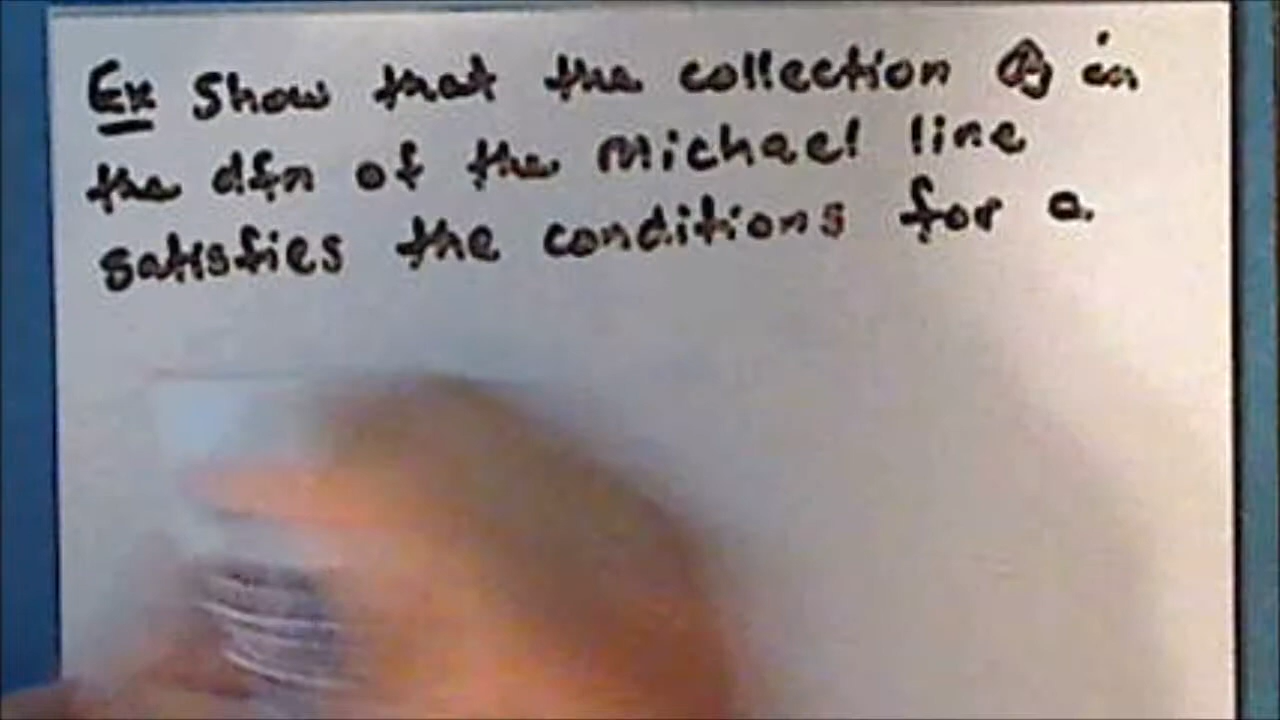 Ex Show that the collection ℬ in
the dfn of the Michael line
satisfies the conditions for a